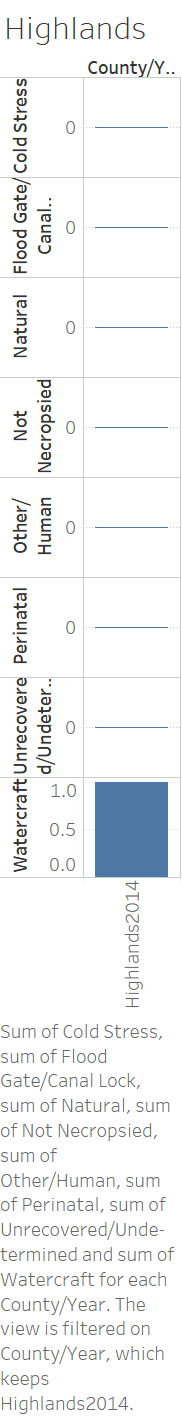 Highlands
County/Y..
Cold Stress
0
Flood Gate/
Canal..
0
Natural
0
Not
Necropsied
0
Other/
Human
0
Perinatal
0
Unrecovere
d/Undeter..
0
Watercraft
1.0
0.5
0.0
Highlands2014
Sum of Cold Stress,
sum of Flood
Gate/Canal Lock,
sum of Natural, sum
of Not Necropsied,
sum of
Other/Human, sum
of Perinatal, sum of
Unrecovered/Unde-
termined and sum of
Watercraft for each
County/Year. The
view is filtered on
County/Year, which
keeps
Highlands2014.